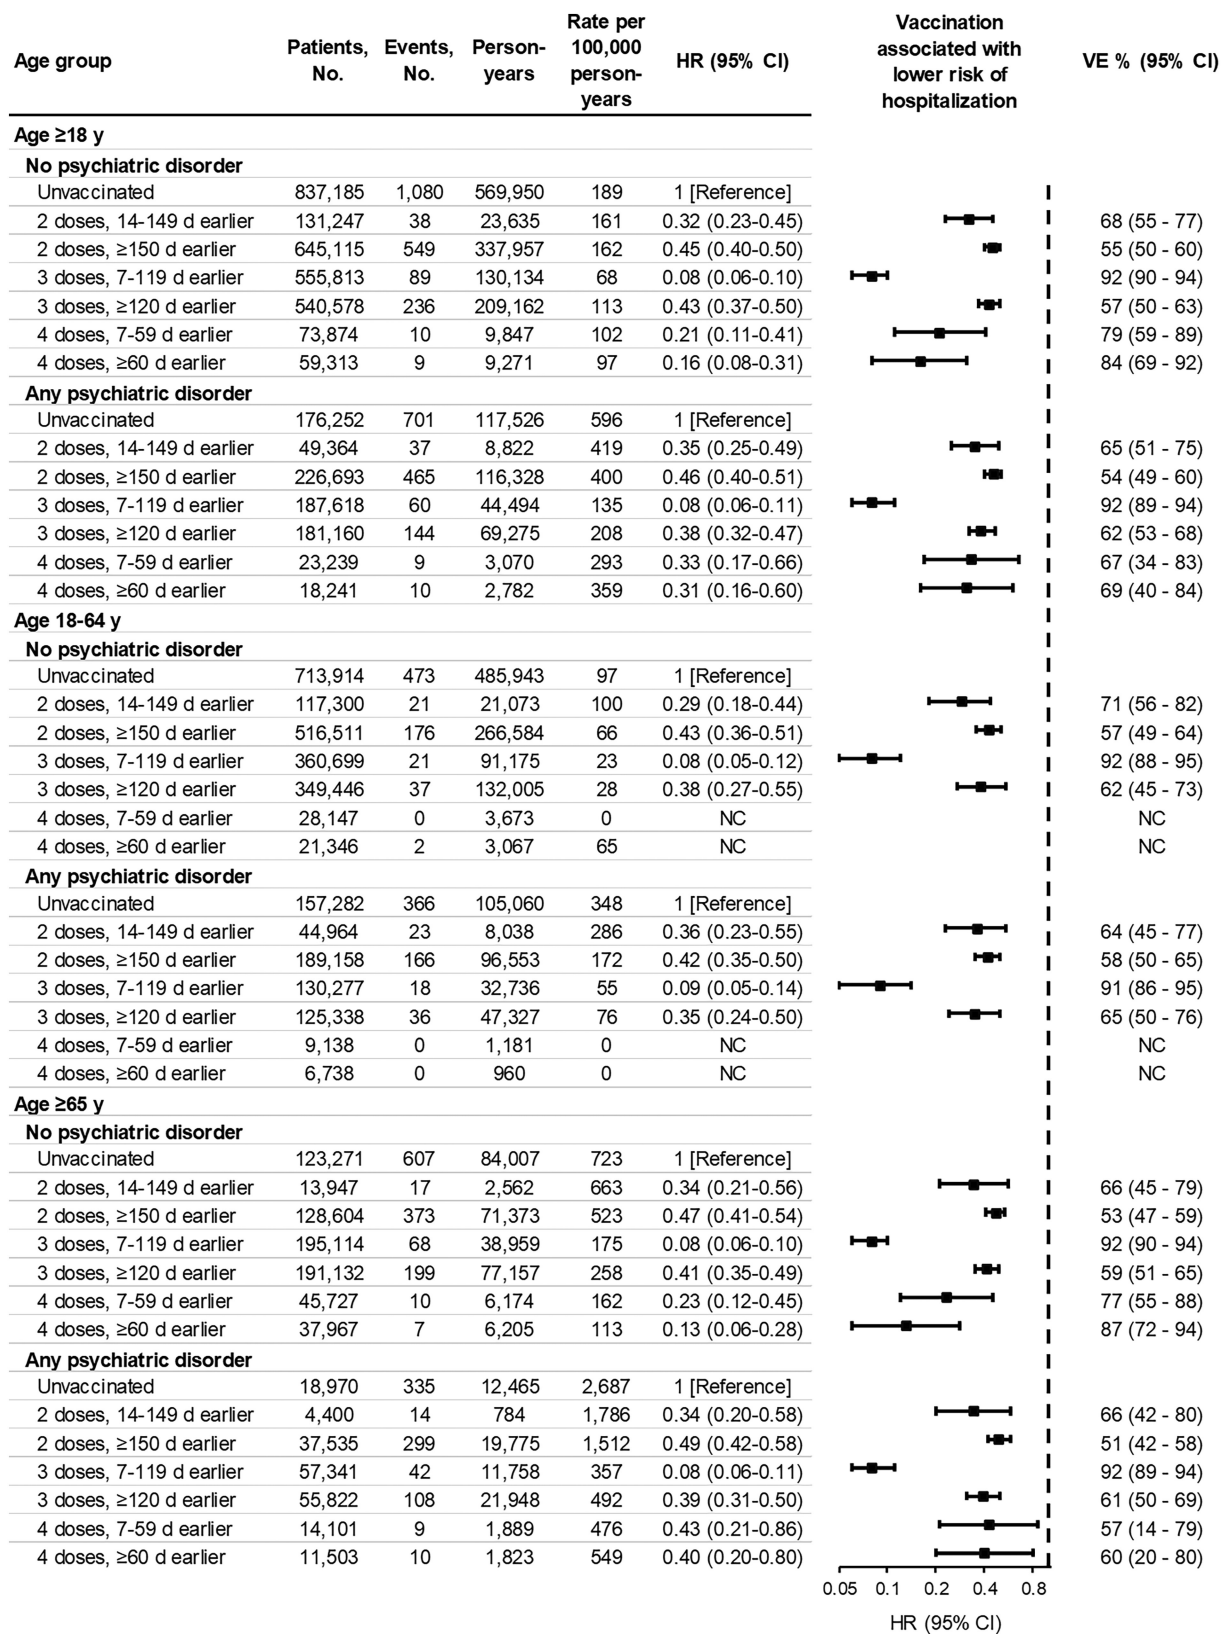 Age group Patients, No. Events, No. Person-years Rate per 100,000 person-years HR (95% CI) Vaccination associated with lower risk of hospitalization VE % (95% CI)
Age ≥18 y
No psychiatric disorder
Unvaccinated 837,185 1,080 569,950 189 1 [Reference]
2 doses, 14-149 d earlier 131,247 38 23,635 161 0.32 (0.23-0.45) 68 (55 - 77)
2 doses, ≥150 d earlier 645,115 549 337,957 162 0.45 (0.40-0.50) 55 (50 - 60)
3 doses, 7-119 d earlier 555,813 89 130,134 68 0.08 (0.06-0.10) 92 (90 - 94)
3 doses, ≥120 d earlier 540,578 236 209,162 113 0.43 (0.37-0.50) 57 (50 - 63)
4 doses, 7-59 d earlier 73,874 10 9,847 102 0.21 (0.11-0.41) 79 (59 - 89)
4 doses, ≥60 d earlier 59,313 9 9,271 97 0.16 (0.08-0.31) 84 (69 - 92)
Any psychiatric disorder
Unvaccinated 176,252 701 117,526 596 1 [Reference]
2 doses, 14-149 d earlier 49,364 37 8,822 419 0.35 (0.25-0.49) 65 (51 - 75)
2 doses, ≥150 d earlier 226,693 465 116,328 400 0.46 (0.40-0.51) 54 (49 - 60)
3 doses, 7-119 d earlier 187,618 60 44,494 135 0.08 (0.06-0.11) 92 (89 - 94)
3 doses, ≥120 d earlier 181,160 144 69,275 208 0.38 (0.32-0.47) 62 (53 - 68)
4 doses, 7-59 d earlier 23,239 9 3,070 293 0.33 (0.17-0.66) 67 (34 - 83)
4 doses, ≥60 d earlier 18,241 10 2,782 359 0.31 (0.16-0.60) 69 (40 - 84)
Age 18-64 y
No psychiatric disorder
Unvaccinated 713,914 473 485,943 97 1 [Reference]
2 doses, 14-149 d earlier 117,300 21 21,073 100 0.29 (0.18-0.44) 71 (56 - 82)
2 doses, ≥150 d earlier 516,511 176 266,584 66 0.43 (0.36-0.51) 57 (49 - 64)
3 doses, 7-119 d earlier 360,699 21 91,175 23 0.08 (0.05-0.12) 92 (88 - 95)
3 doses, ≥120 d earlier 349,446 37 132,005 28 0.38 (0.27-0.55) 62 (45 - 73)
4 doses, 7-59 d earlier 28,147 0 3,673 0 NC NC
4 doses, ≥60 d earlier 21,346 2 3,067 65 NC NC
Any psychiatric disorder
Unvaccinated 157,282 366 105,060 348 1 [Reference]
2 doses, 14-149 d earlier 44,964 23 8,038 286 0.36 (0.23-0.55) 64 (45 - 77)
2 doses, ≥150 d earlier 189,158 166 96,553 172 0.42 (0.35-0.50) 58 (50 - 65)
3 doses, 7-119 d earlier 130,277 18 32,736 55 0.09 (0.05-0.14) 91 (86 - 95)
3 doses, ≥120 d earlier 125,338 36 47,327 76 0.35 (0.24-0.50) 65 (50 - 76)
4 doses, 7-59 d earlier 9,138 0 1,181 0 NC NC
4 doses, ≥60 d earlier 6,738 0 960 0 NC NC
Age ≥65 y
No psychiatric disorder
Unvaccinated 123,271 607 84,007 723 1 [Reference]
2 doses, 14-149 d earlier 13,947 17 2,562 663 0.34 (0.21-0.56) 66 (45 - 79)
2 doses, ≥150 d earlier 128,604 373 71,373 523 0.47 (0.41-0.54) 53 (47 - 59)
3 doses, 7-119 d earlier 195,114 68 38,959 175 0.08 (0.06-0.10) 92 (90 - 94)
3 doses, ≥120 d earlier 191,132 199 77,157 258 0.41 (0.35-0.49) 59 (51 - 65)
4 doses, 7-59 d earlier 45,727 10 6,174 162 0.23 (0.12-0.45) 77 (55 - 88)
4 doses, ≥60 d earlier 37,967 7 6,205 113 0.13 (0.06-0.28) 87 (72 - 94)
Any psychiatric disorder
Unvaccinated 18,970 335 12,465 2,687 1 [Reference]
2 doses, 14-149 d earlier 4,400 14 784 1,786 0.34 (0.20-0.58) 66 (42 - 80)
2 doses, ≥150 d earlier 37,535 299 19,775 1,512 0.49 (0.42-0.58) 51 (42 - 58)
3 doses, 7-119 d earlier 57,341 42 11,758 357 0.08 (0.06-0.11) 92 (89 - 94)
3 doses, ≥120 d earlier 55,822 108 21,948 492 0.39 (0.31-0.50) 61 (50 - 69)
4 doses, 7-59 d earlier 14,101 9 1,889 476 0.43 (0.21-0.86) 57 (14 - 79)
4 doses, ≥60 d earlier 11,503 10 1,823 549 0.40 (0.20-0.80) 60 (20 - 80)
0.05 0.1 0.2 0.4 0.8
HR (95% CI)